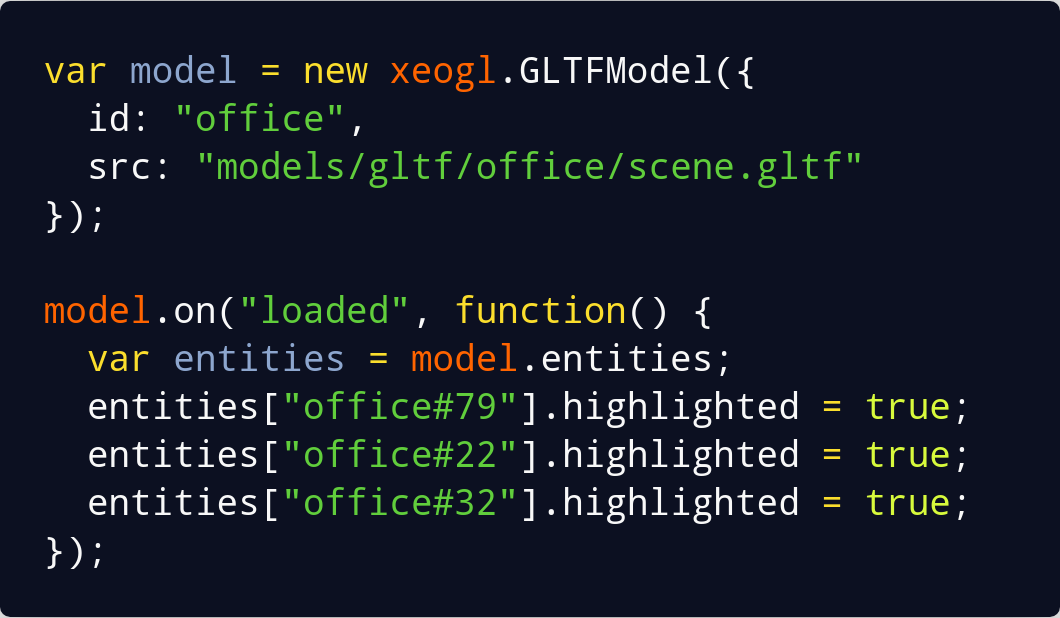 var model = new xeogl.GLTFModel({
  id: "office",
  src: "models/gltf/office/scene.gltf"
});

model.on("loaded", function() {
  var entities = model.entities;
  entities["office#79"].highlighted = true;
  entities["office#22"].highlighted = true;
  entities["office#32"].highlighted = true;
});